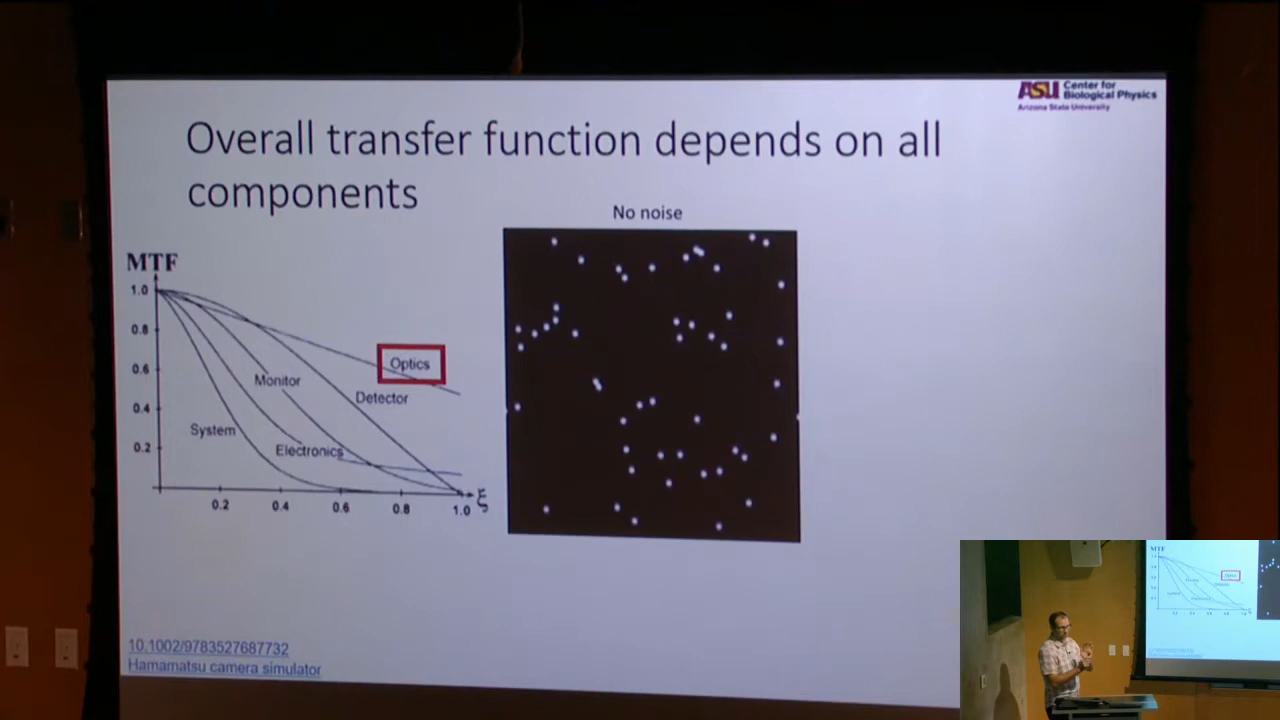 ASU Center for
Biological Physics
Arizona State University
Overall transfer function depends on all
components
No noise
MTF
1.0
0.8
0.6
0.4
0.2
Optics
Monitor
Detector
System
Electronics
0.2 0.4 0.6 0.8 1.0 ξ
10.1002/9783527687732
Hamamatsu camera simulator